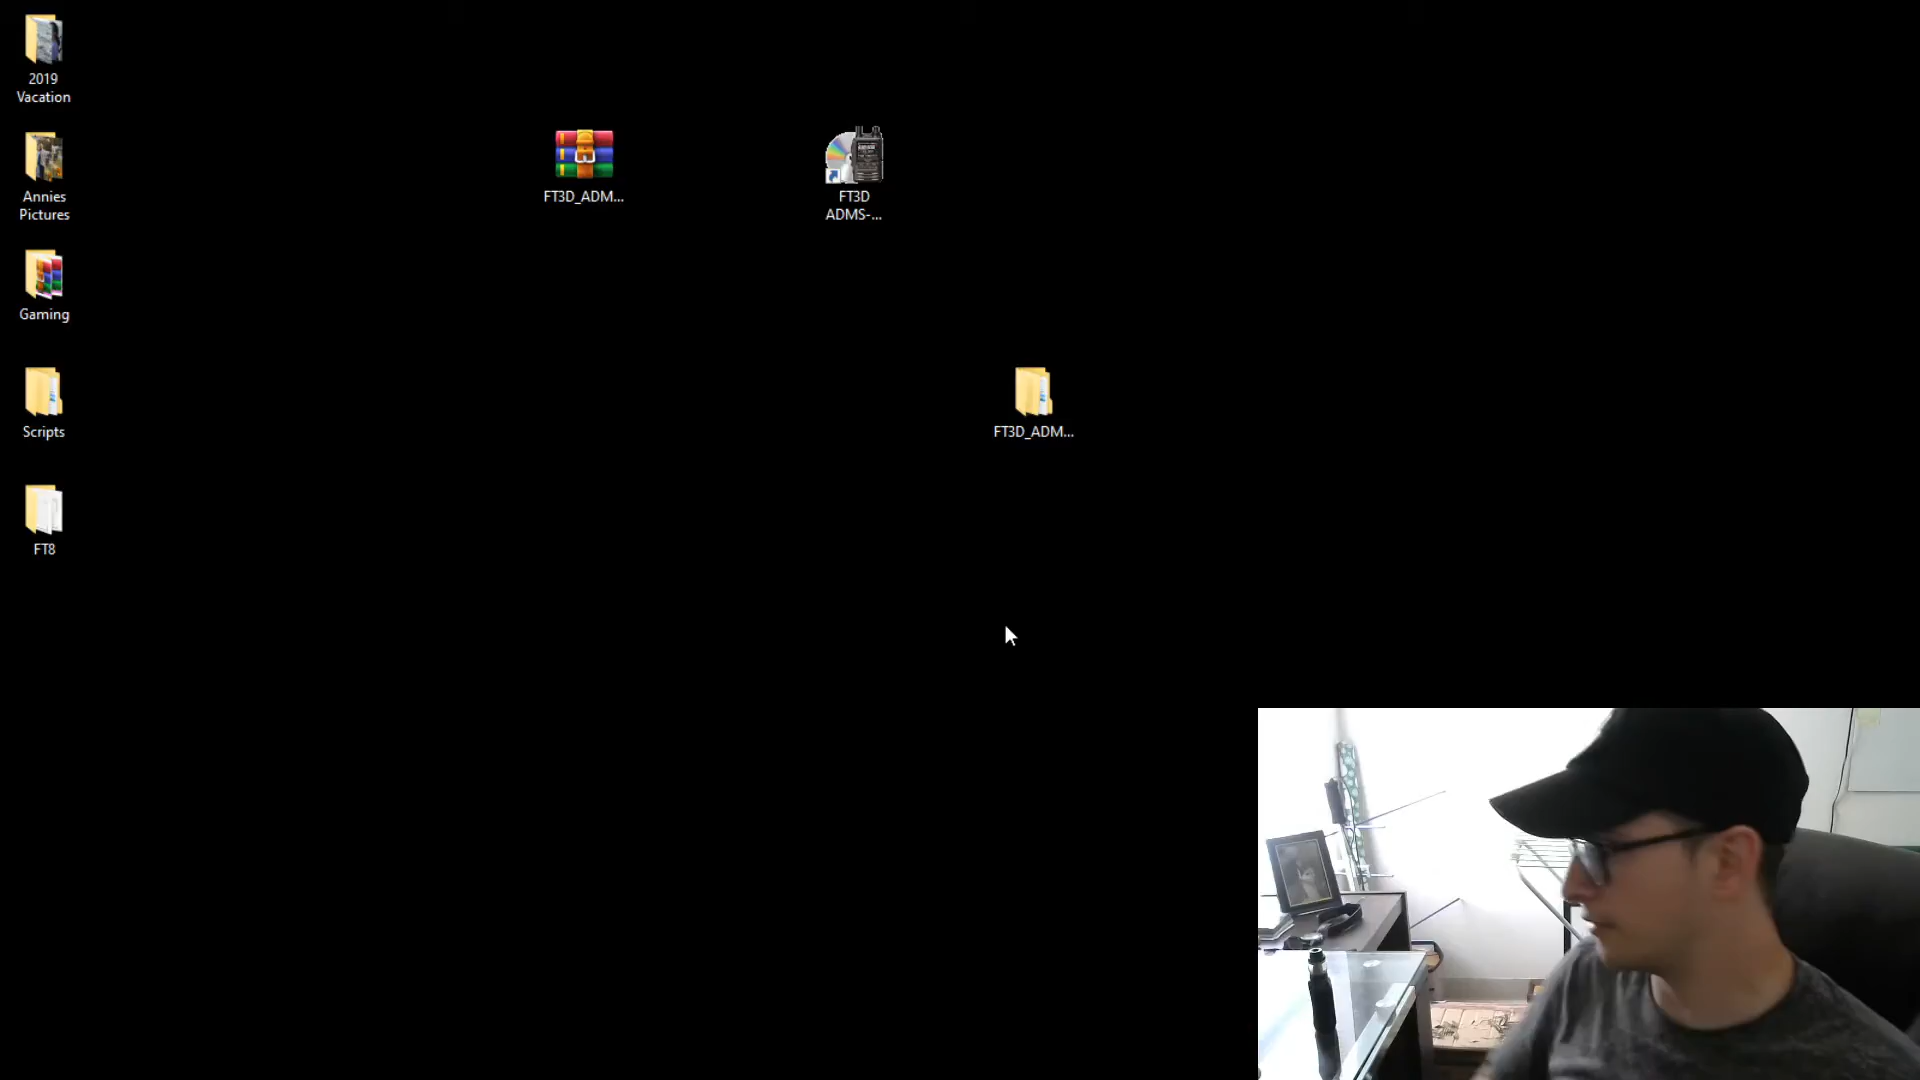 2019
Vacation
Annies
Pictures
Gaming
Scripts
FT8
FT3D_ADM...
FT3D
ADMS-...
FT3D_ADM...